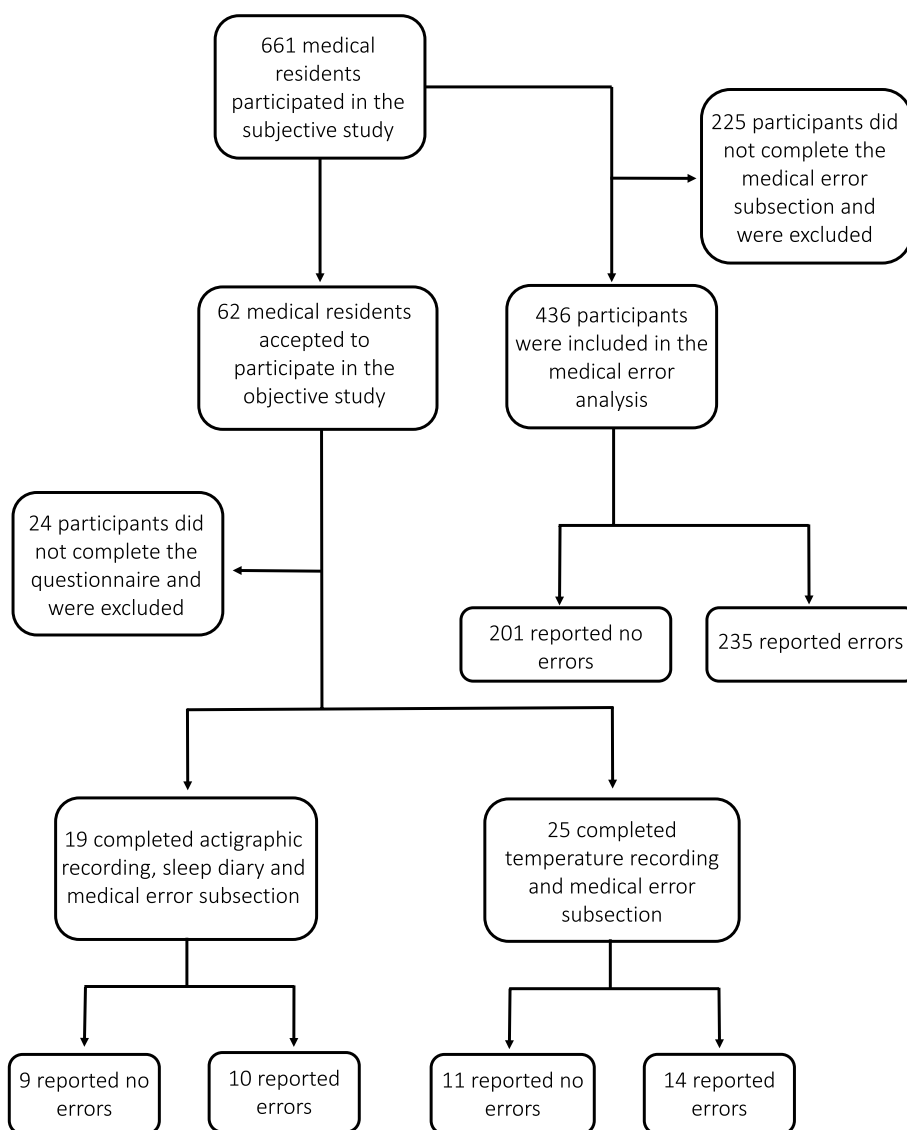 661 medical
residents
participated in the
subjective study
225 participants did
not complete the
medical error
subsection and
were excluded
62 medical residents
accepted to
participate in the
objective study
436 participants
were included in the
medical error
analysis
24 participants did
not complete the
questionnaire and
were excluded
201 reported no
errors
235 reported errors
19 completed actigraphic
recording, sleep diary and
medical error subsection
25 completed
temperature recording
and medical error
subsection
9 reported no
errors
10 reported
errors
11 reported no
errors
14 reported
errors